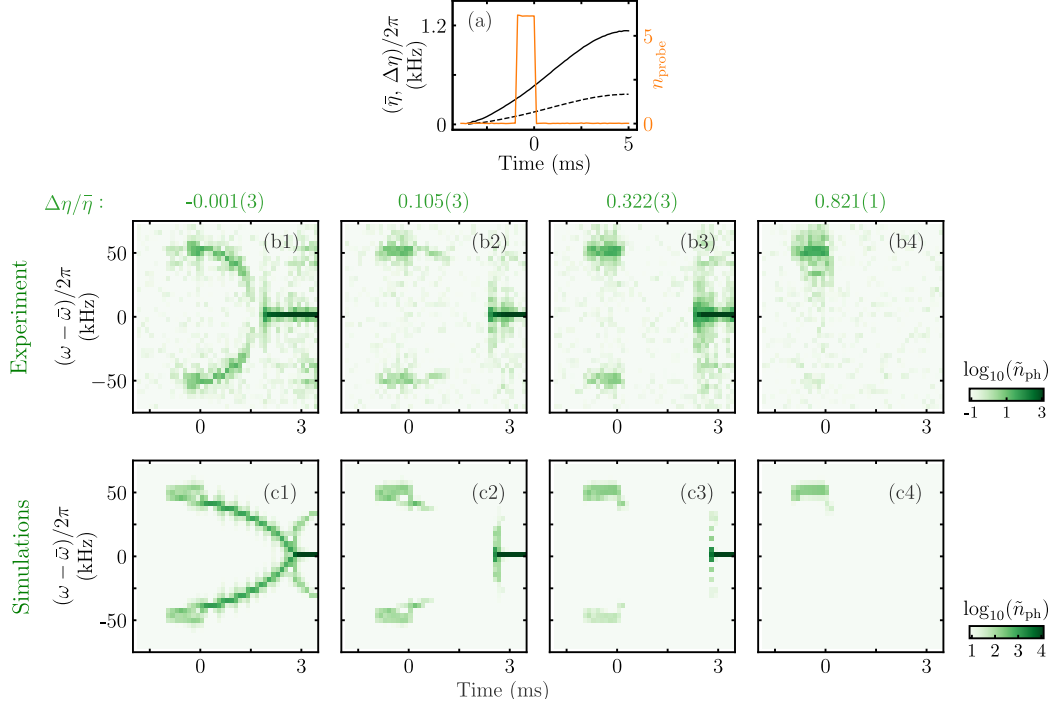 (a)
1.2
0
(η̄, Δη)/2π
(kHz)
5
0
n_probe
0
5
Time (ms)
Δη/η̄ :
-0.001(3)
0.105(3)
0.322(3)
0.821(1)
Experiment
(ω − ω̄)/2π
(kHz)
50
0
−50
(b1)
(b2)
(b3)
(b4)
0
3
0
3
0
3
0
3
log₁₀(ñ_ph)
-1
1
3
Simulations
(ω − ω̄)/2π
(kHz)
50
0
-50
(c1)
(c2)
(c3)
(c4)
0
3
0
3
0
3
0
3
log₁₀(ñ_ph)
1 2 3 4
Time (ms)